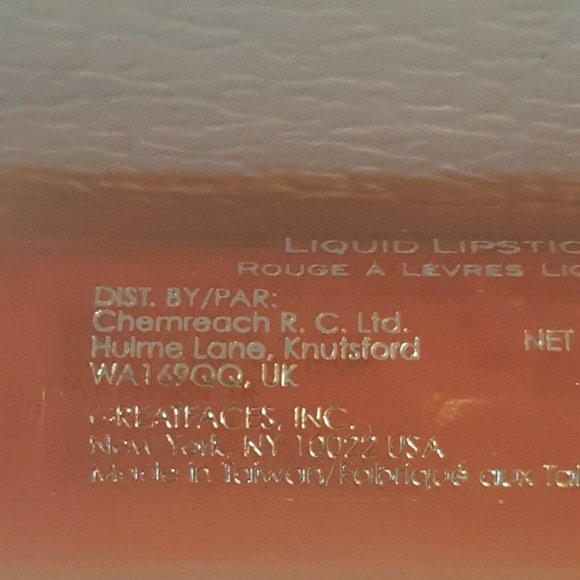 LIQUID LIPSTIC
ROUGE A LÈVRES LIQ
DIST. BY/PAR:
Chemreach R. C. Ltd.
Hulme Lane, Knutsford
NET
WA169QQ, UK
GREATFACES, INC.
New York, NY 10022 USA
Made in Taiwan/Fabriqué aux Tai